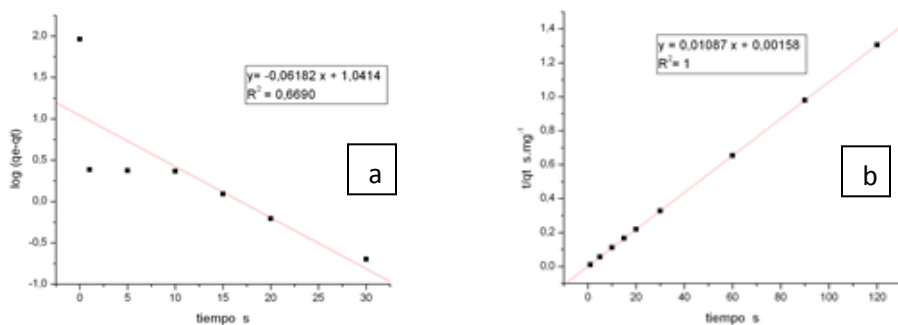 2,0
1,5
1,0
0,5
0,0
-0,5
-1,0
log (qe-qt)
0 5 10 15 20 25 30
tiempo s
y= -0,06182 x + 1,0414
R² = 0,6690
a
1,4
1,2
1,0
0,8
0,6
0,4
0,2
0,0
t/qt s.mg⁻¹
0 20 40 60 80 100 120
tiempo s
y = 0,01087 x + 0,00158
R²= 1
b